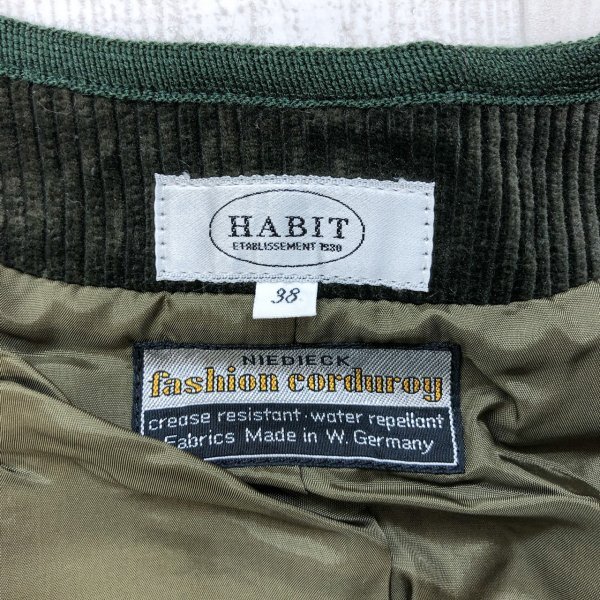 HABIT
ETABLISSEMENT 1930
38
NIEDIECK
fashion corduroy
crease resistant · water repellant
Fabrics Made in W. Germany